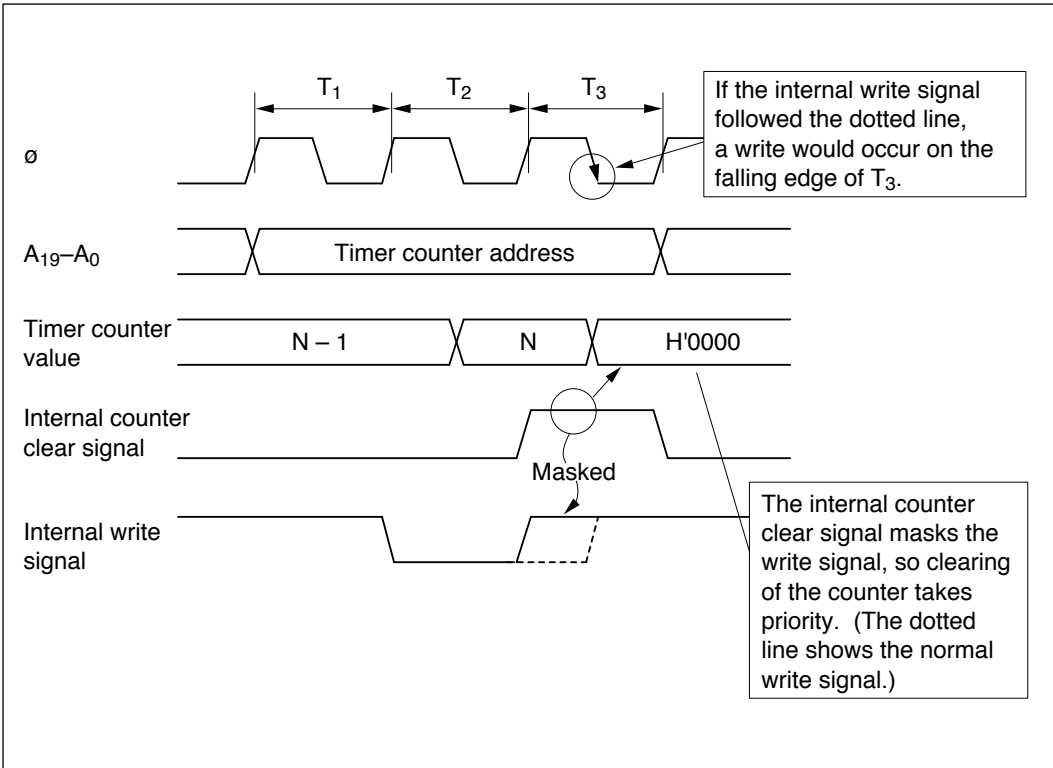 T1
T2
T3
If the internal write signal
followed the dotted line,
a write would occur on the
falling edge of T3.
ø
A19–A0
Timer counter address
Timer counter
value
N – 1
N
H'0000
Internal counter
clear signal
Masked
Internal write
signal
The internal counter
clear signal masks the
write signal, so clearing
of the counter takes
priority. (The dotted
line shows the normal
write signal.)